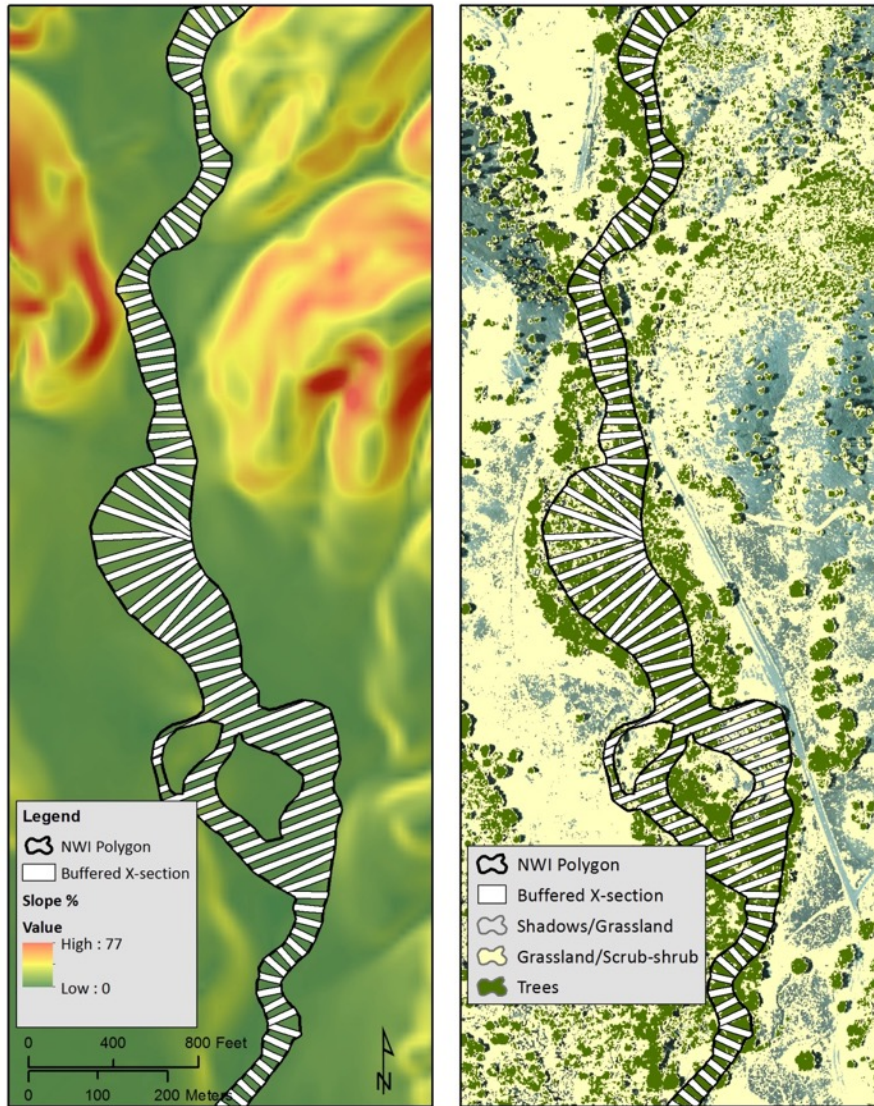 Legend
NWI Polygon
Buffered X-section
Slope %
Value
High : 77
Low : 0
0 400 800 Feet
0 100 200 Meters
N
NWI Polygon
Buffered X-section
Shadows/Grassland
Grassland/Scrub-shrub
Trees